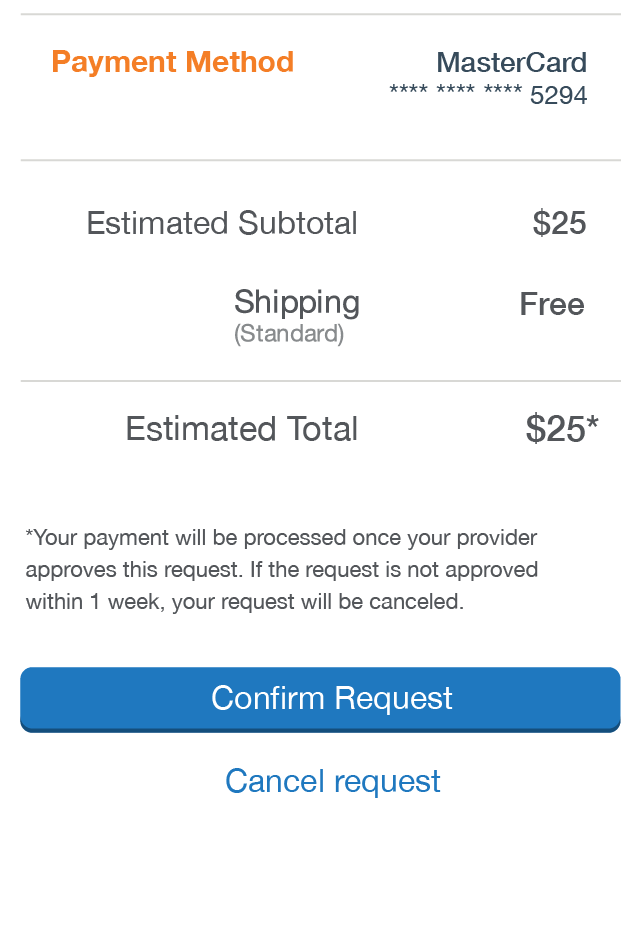 Payment Method MasterCard
**** **** **** 5294
Estimated Subtotal $25
Shipping Free
(Standard)
Estimated Total $25*
*Your payment will be processed once your provider
approves this request. If the request is not approved
within 1 week, your request will be canceled.
Confirm Request
Cancel request